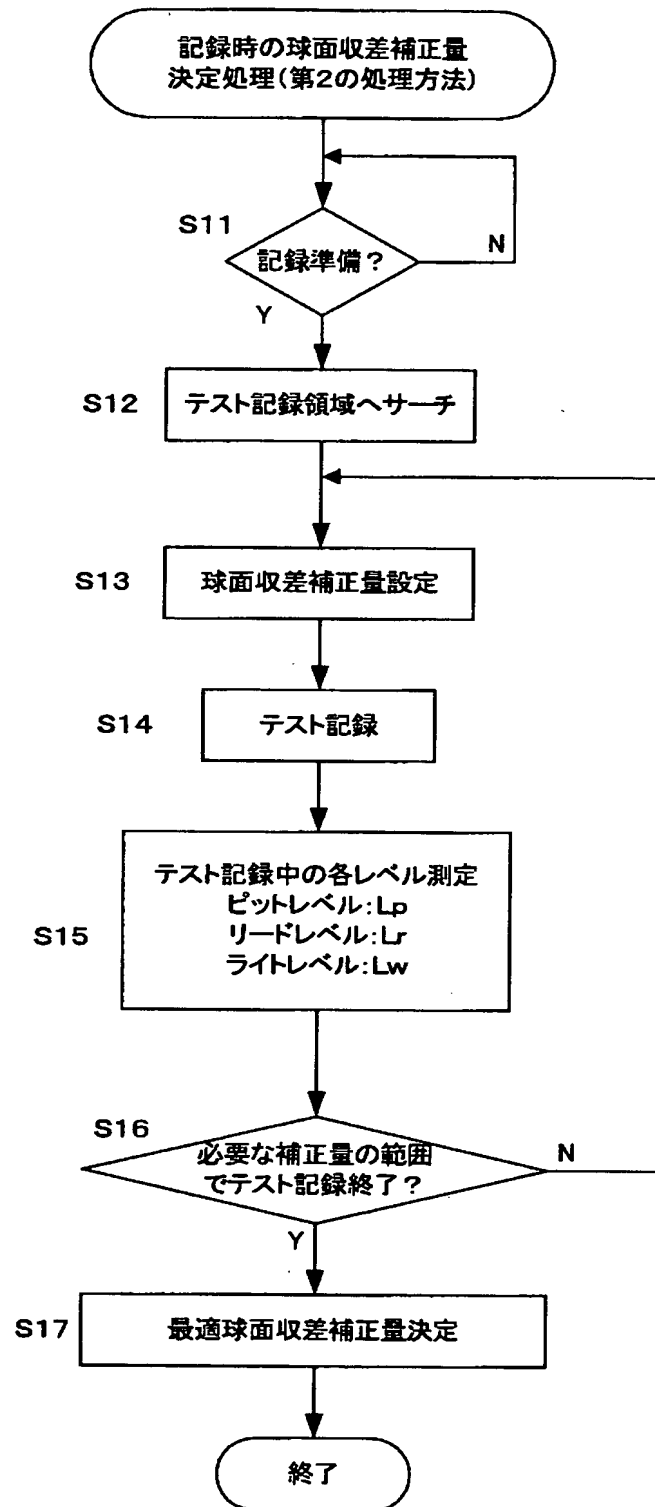 記録時の球面収差補正量
決定処理(第2の処理方法)
S11
記録準備？
N
Y
S12
テスト記録領域へサーチ
S13
球面収差補正量設定
S14
テスト記録
S15
テスト記録中の各レベル測定
ピットレベル:Lp
リードレベル:Lr
ライトレベル:Lw
S16
必要な補正量の範囲
でテスト記録終了？
N
Y
S17
最適球面収差補正量決定
終了